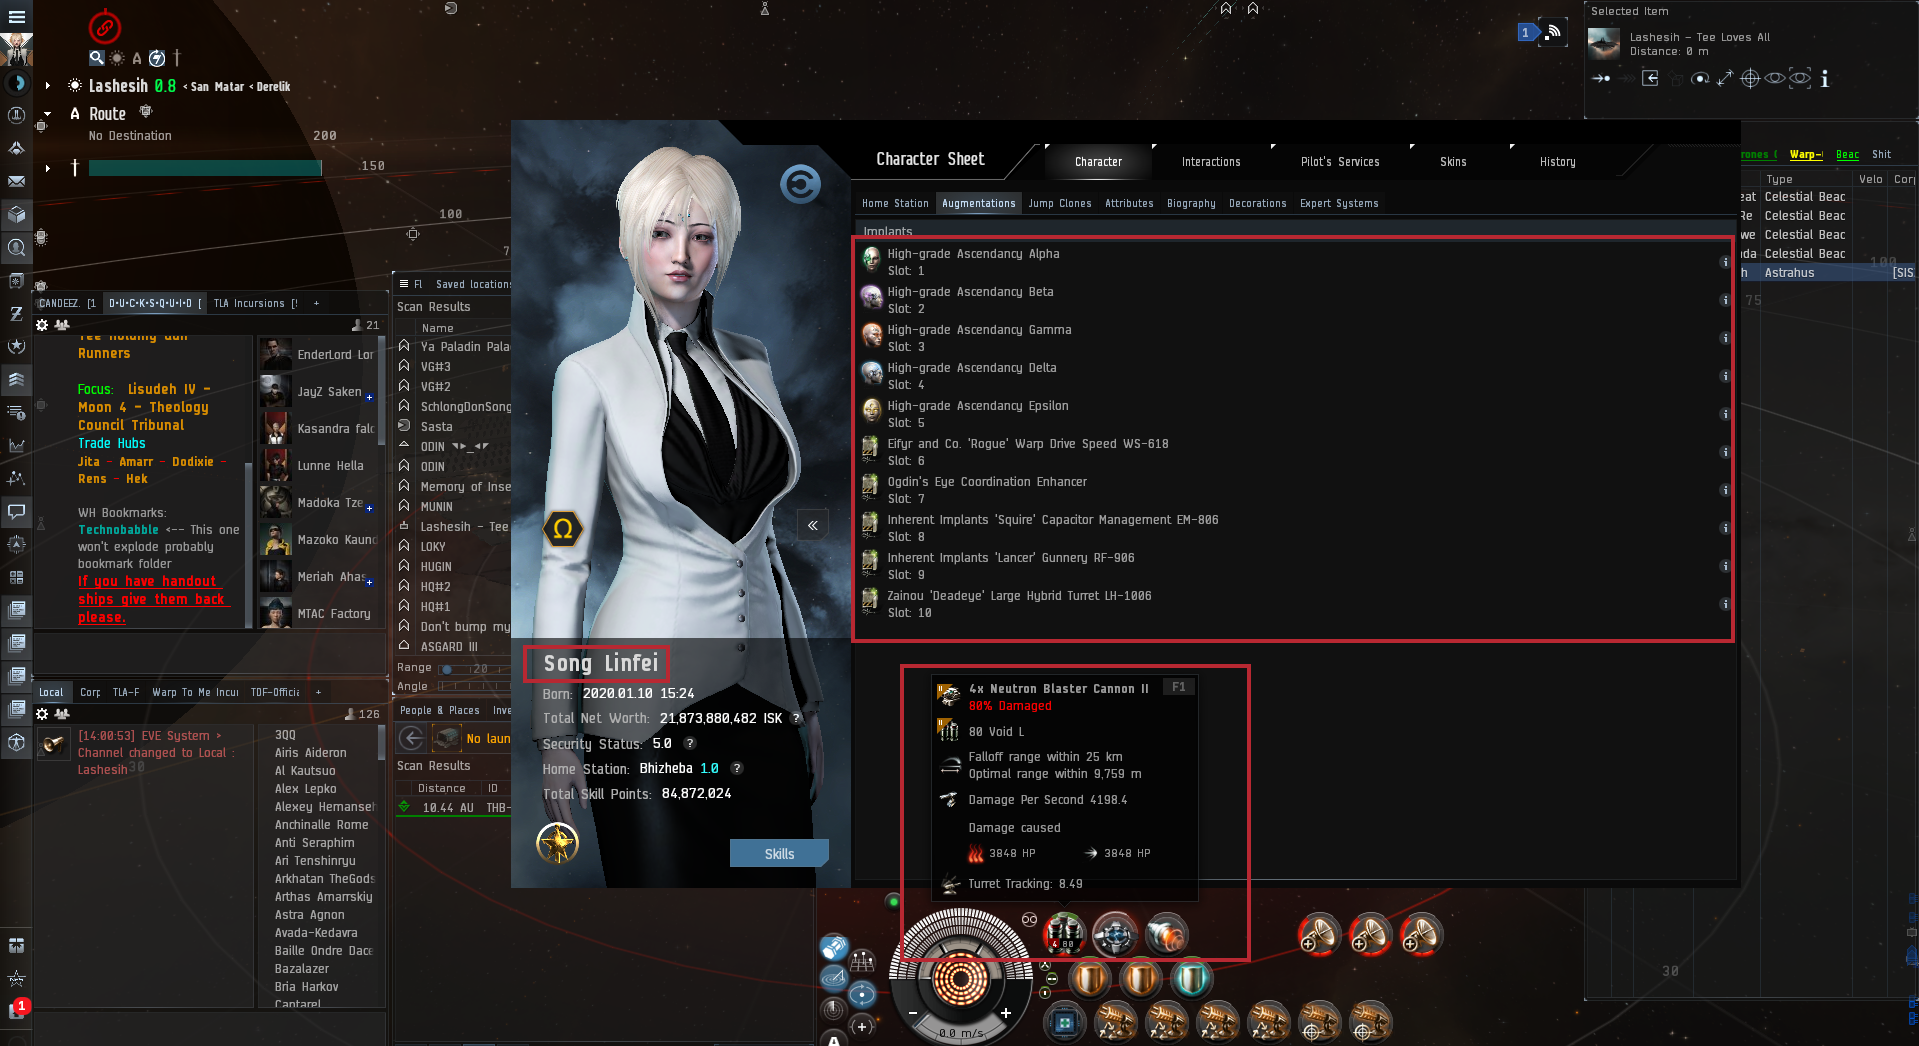 Selected Item
Lashesih - Tee Loves All
Distance: 0 m
1
Lashesih 0.8 < San Matar < Derelik
A Route
No Destination
200
150
100
Character Sheet
Character
Interactions
Pilot's Services
Skins
History
Home Station
Augmentations
Jump Clones
Attributes
Biography
Decorations
Expert Systems
Implants
High-grade Ascendancy Alpha
Slot: 1
High-grade Ascendancy Beta
Slot: 2
High-grade Ascendancy Gamma
Slot: 3
High-grade Ascendancy Delta
Slot: 4
High-grade Ascendancy Epsilon
Slot: 5
Eifyr and Co. 'Rogue' Warp Drive Speed WS-618
Slot: 6
Ogdin's Eye Coordination Enhancer
Slot: 7
Inherent Implants 'Squire' Capacitor Management EM-806
Slot: 8
Inherent Implants 'Lancer' Gunnery RF-906
Slot: 9
Zainou 'Deadeye' Large Hybrid Turret LH-1006
Slot: 10
Warp-
Beac
Shit
Type
Velo
Corp
Celestial Beac
Celestial Beac
Celestial Beac
Celestial Beac
Astrahus
[SIS
100
75
CANDEEZ. [1
D•U•C•K•S•Q•U•I•D [
TLA Incursions [
+
21
Runners
Focus: Lisudeh IV -
Moon 4 - Theology
Council Tribunal
Trade Hubs
Jita - Amarr - Dodixie -
Rens - Hek
WH Bookmarks:
Technobabble <-- This one
won't explode probably
bookmark folder
If you have handout
ships give them back
please.
EnderLord Lor
JayZ Saken
Kasandra falc
Lunne Hella
Madoka Tze
Mazoko Kaund
Meriah Ahas
MTAC Factory
Fl
Saved locations
Scan Results
Name
Ya Paladin Pala
VG#3
VG#2
SchlongDonSong
Sasta
ODIN
ODIN
Memory of Inse
MUNIN
Lashesih - Tee
LOKY
HUGIN
HQ#2
HQ#1
Don't bump my
ASGARD III
Range
20
Angle
People & Places
Inve
No laun
Scan Results
Distance
ID
10.44 AU
THB-
Local
Corp
TLA-F
Warp To Me Incur
TDF-Officia
+
126
[14:00:53] EVE System >
Channel changed to Local :
Lashesih
30
3QQ
Airis Aideron
Al Kautsuo
Alex Lepko
Alexey Hemanseh
Anchinalle Rome
Anti Seraphim
Ari Tenshinryu
Arkhatan TheGods
Arthas Amarrskiy
Astra Agnon
Avada-Kedavra
Baille Ondre Dace
Bazalazer
Bria Harkov
Cantarel
Ω
«
Song Linfei
Born: 2020.01.10 15:24
Total Net Worth: 21,873,880,482 ISK ?
Security Status: 5.0 ?
Home Station: Bhizheba 1.0 ?
Total Skill Points: 84,872,024
Skills
4x Neutron Blaster Cannon II
F1
80% Damaged
80 Void L
Falloff range within 25 km
Optimal range within 9,759 m
Damage Per Second 4198.4
Damage caused
3848 HP
3848 HP
Turret Tracking: 8.49
4 80
0.0 m/s
30
1